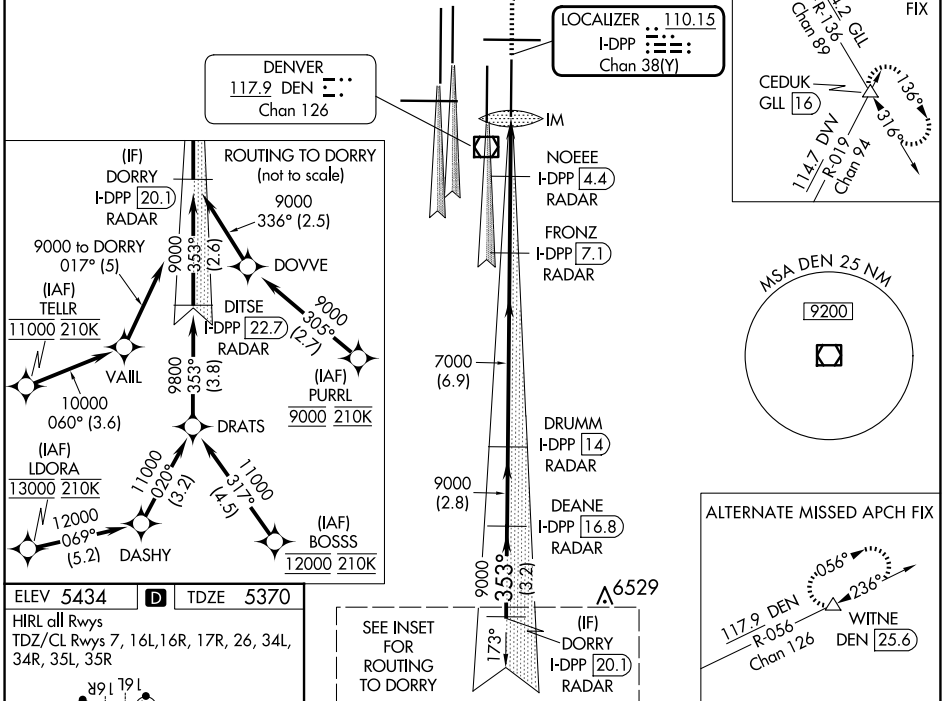 DENVER
117.9 DEN
Chan 126
LOCALIZER 110.15
I-DPP
Chan 38(Y)
IM
NOEEE
I-DPP 4.4
RADAR
FRONZ
I-DPP 7.1
RADAR
7000
(6.9)
DRUMM
I-DPP 14
RADAR
9000
(2.8)
DEANE
I-DPP 16.8
RADAR
9000
353°
(3.2)
6529
173°
(IF)
DORRY
I-DPP 20.1
RADAR
SEE INSET
FOR
ROUTING
TO DORRY
ROUTING TO DORRY
(not to scale)
(IF)
DORRY
I-DPP 20.1
RADAR
9000
336° (2.5)
9000 to DORRY
017° (5)
9000
353°
(2.6)
DOVVE
(IAF)
TELLR
11000 210K
DITSE
I-DPP 22.7
RADAR
9000
305°
(2.7)
VAIIL
10000
060° (3.6)
9800
353°
(3.8)
(IAF)
PURRL
9000 210K
DRATS
(IAF)
LDORA
13000 210K
11000
020°
(3.2)
11000
317°
(4.5)
12000
069°
(5.2)
DASHY
(IAF)
BOSSS
12000 210K
ELEV 5434
D
TDZE 5370
HIRL all Rwys
TDZ/CL Rwys 7, 16L,16R, 17R, 26, 34L,
34R, 35L, 35R
16R
16L
FIX
GLL
R-136
Chan 89
CEDUK
GLL 16
136°
316°
114.7 DVV
R-019
Chan 94
MSA DEN 25 NM
9200
ALTERNATE MISSED APCH FIX
056°
236°
117.9 DEN
R-056
Chan 126
WITNE
DEN 25.6